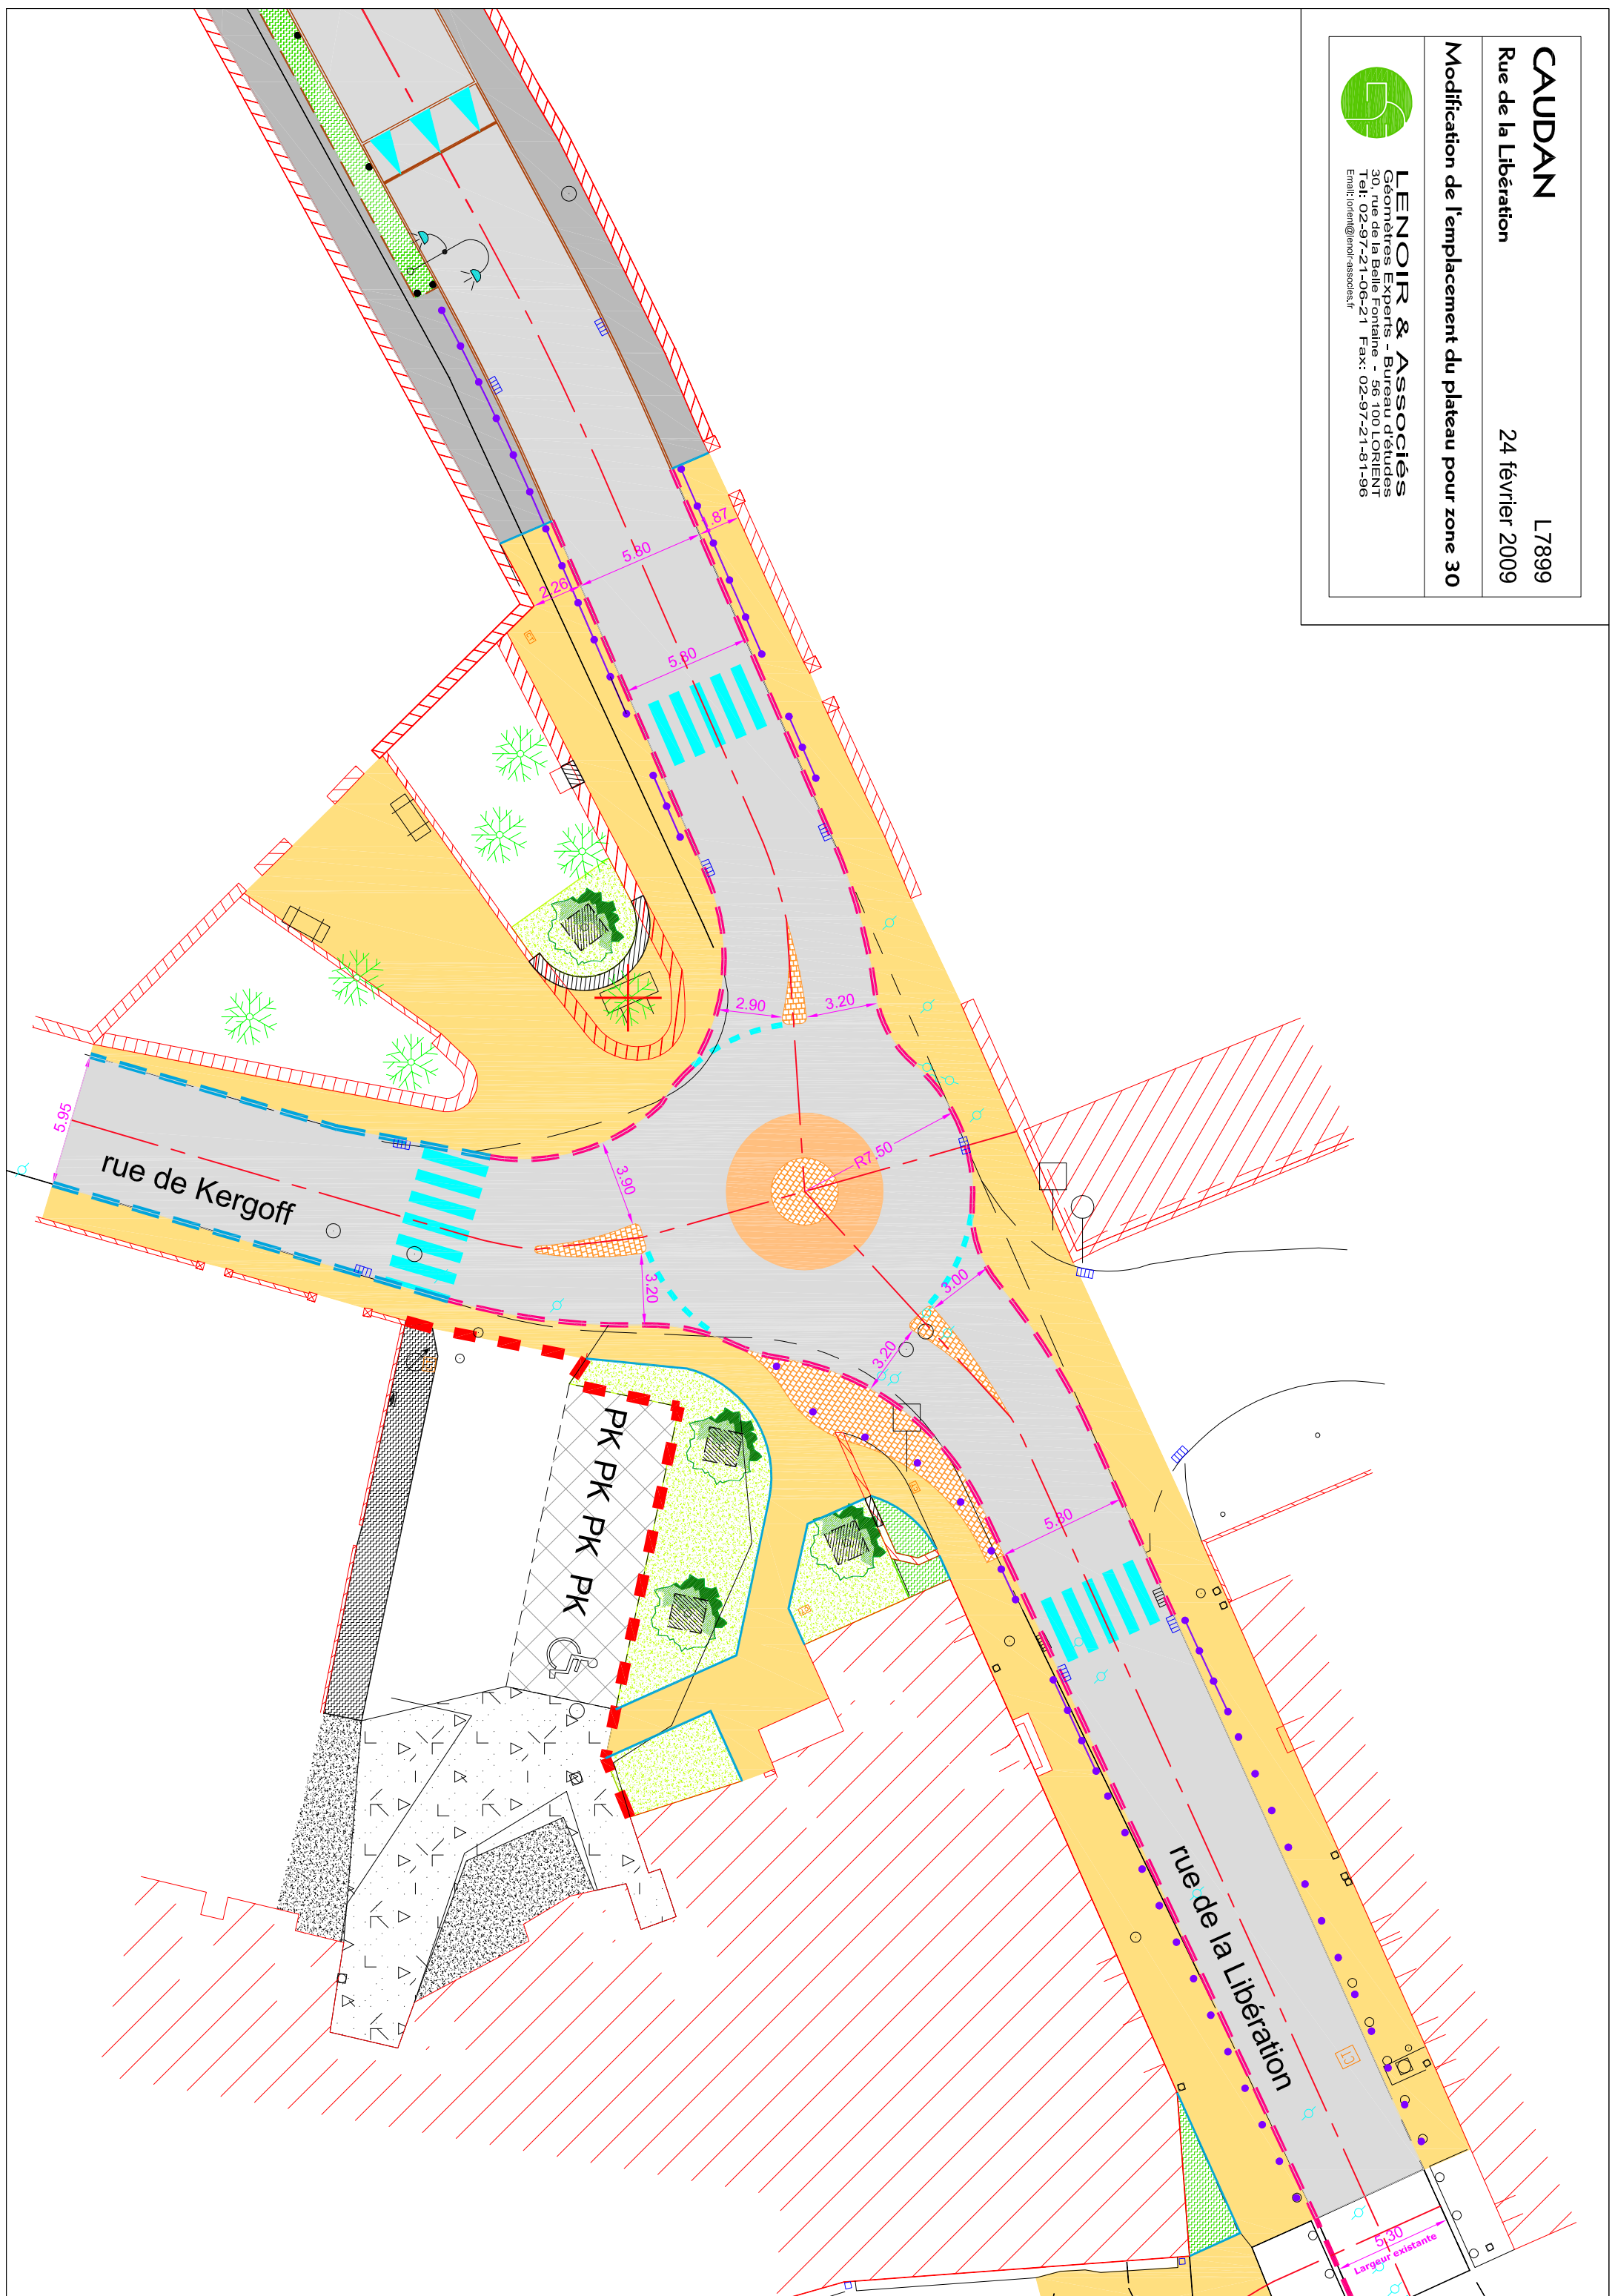 CAUDAN
L7899
Rue de la Libération
24 février 2009
Modification de l'emplacement du plateau pour zone 30
LENOIR & Associés
Géomètres Experts - Bureau d'études
30, rue de la Belle Fontaine - 56 100 LORIENT
Tel: 02-97-21-06-21 Fax: 02-97-21-81-96
Email: lorient@lenoir-associes.fr
1.87
5.80
2.26
5.80
2.90
3.20
5.95
rue de Kergoff
3.90
R7.50
3.20
3.00
3.20
PK PK PK PK
5.80
rue de la Libération
5.30
Largeur existante